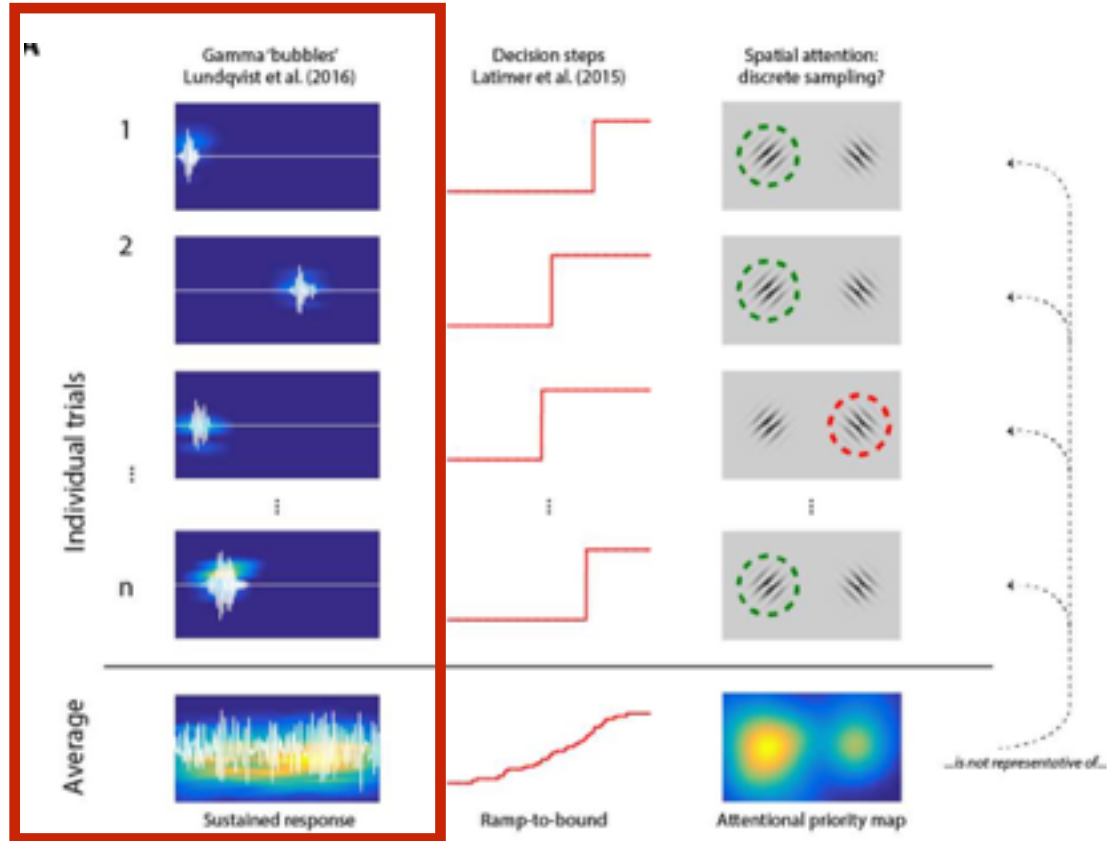 Gamma 'bubbles'
Lundqvist et al. (2016)
Decision steps
Latimer et al. (2015)
Spatial attention:
discrete sampling?
1
2
...
n
Individual trials
...
...
...
Average
...is not representative of...
Sustained response
Ramp-to-bound
Attentional priority map